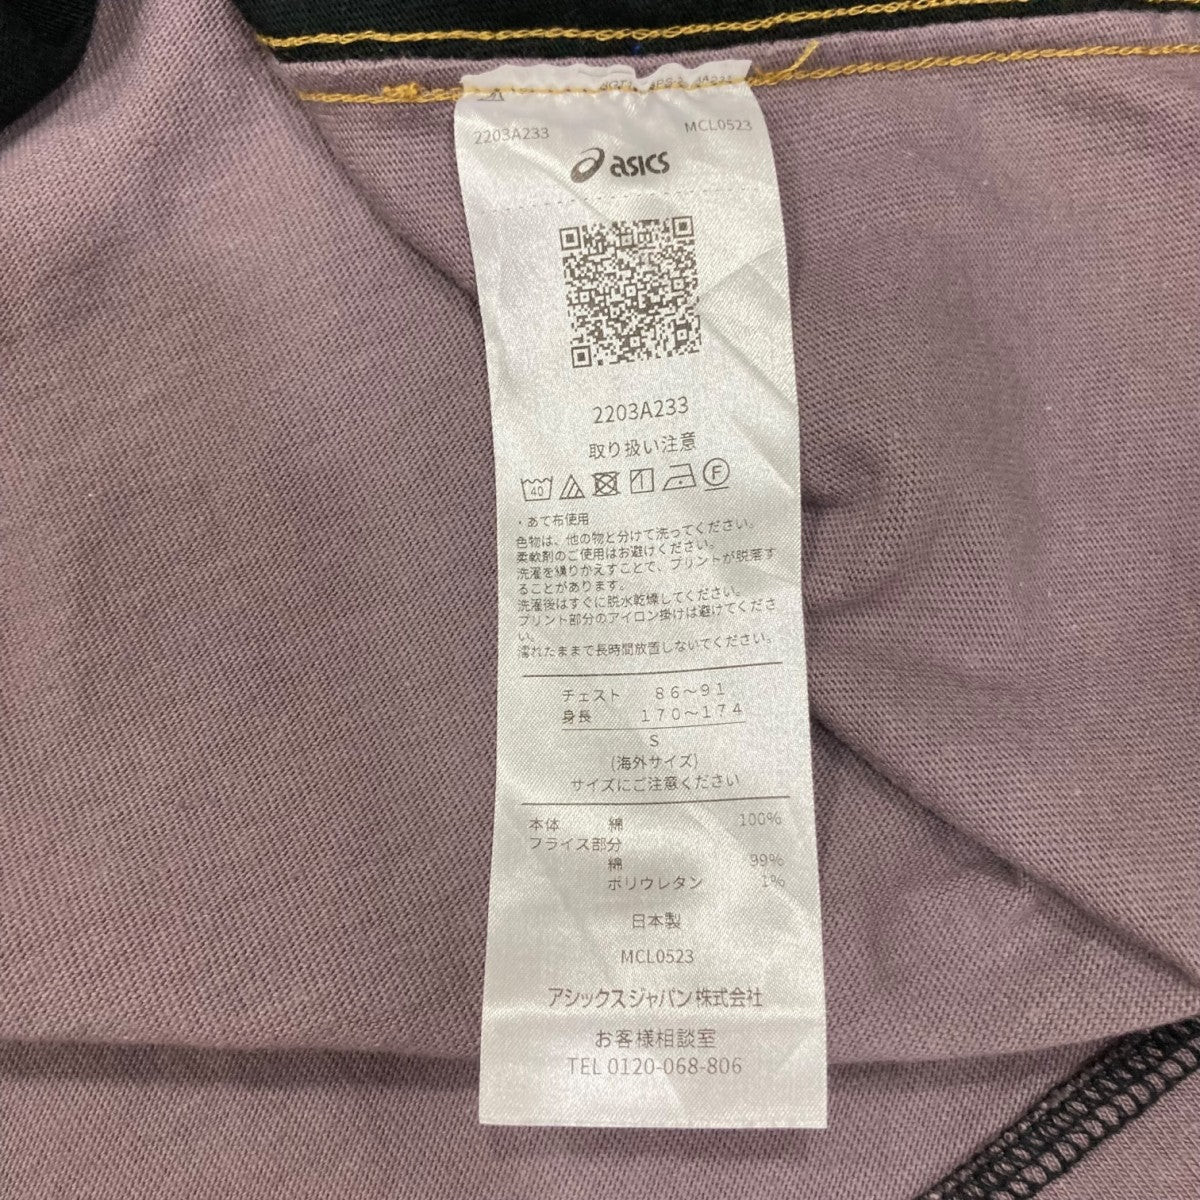 2203A233 MCL0523
asics
2203A233
取り扱い注意
40 1 F
・あて布使用
色物は、他の物と分けて洗ってください。
柔軟剤のご使用はお避けください。
洗濯を繰りかえすことで、プリントが脱落す
ることがあります。
洗濯後はすぐに脱水乾燥してください。
プリント部分のアイロン掛けは避けてくださ
い。
濡れたままで長時間放置しないでください。
チェスト 86～91
身長 170～174
S
(海外サイズ)
サイズにご注意ください
本体 綿 100%
フライス部分
綿 99%
ポリウレタン 1%
日本製
MCL0523
アシックスジャパン株式会社
お客様相談室
TEL 0120-068-806